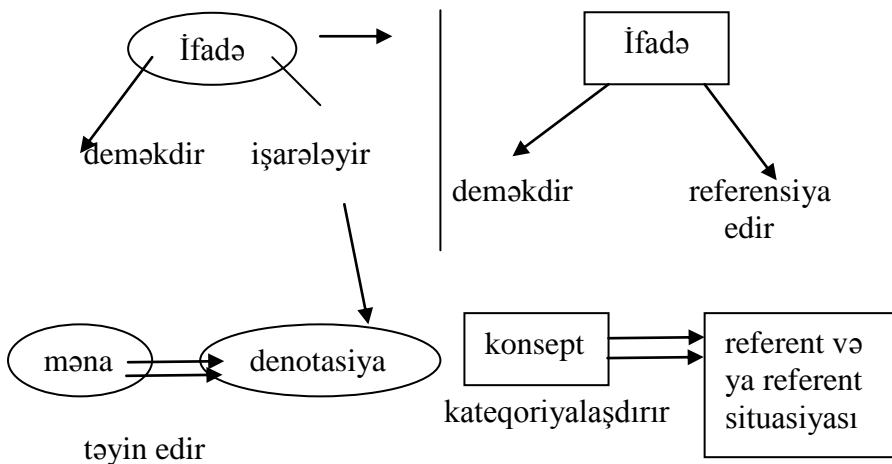 İfadə
deməkdir
işarələyir
məna
denotasiya
təyin edir
İfadə
deməkdir
referensiya
edir
konsept
kateqoriyalaşdırır
referent və
ya referent
situasiyası